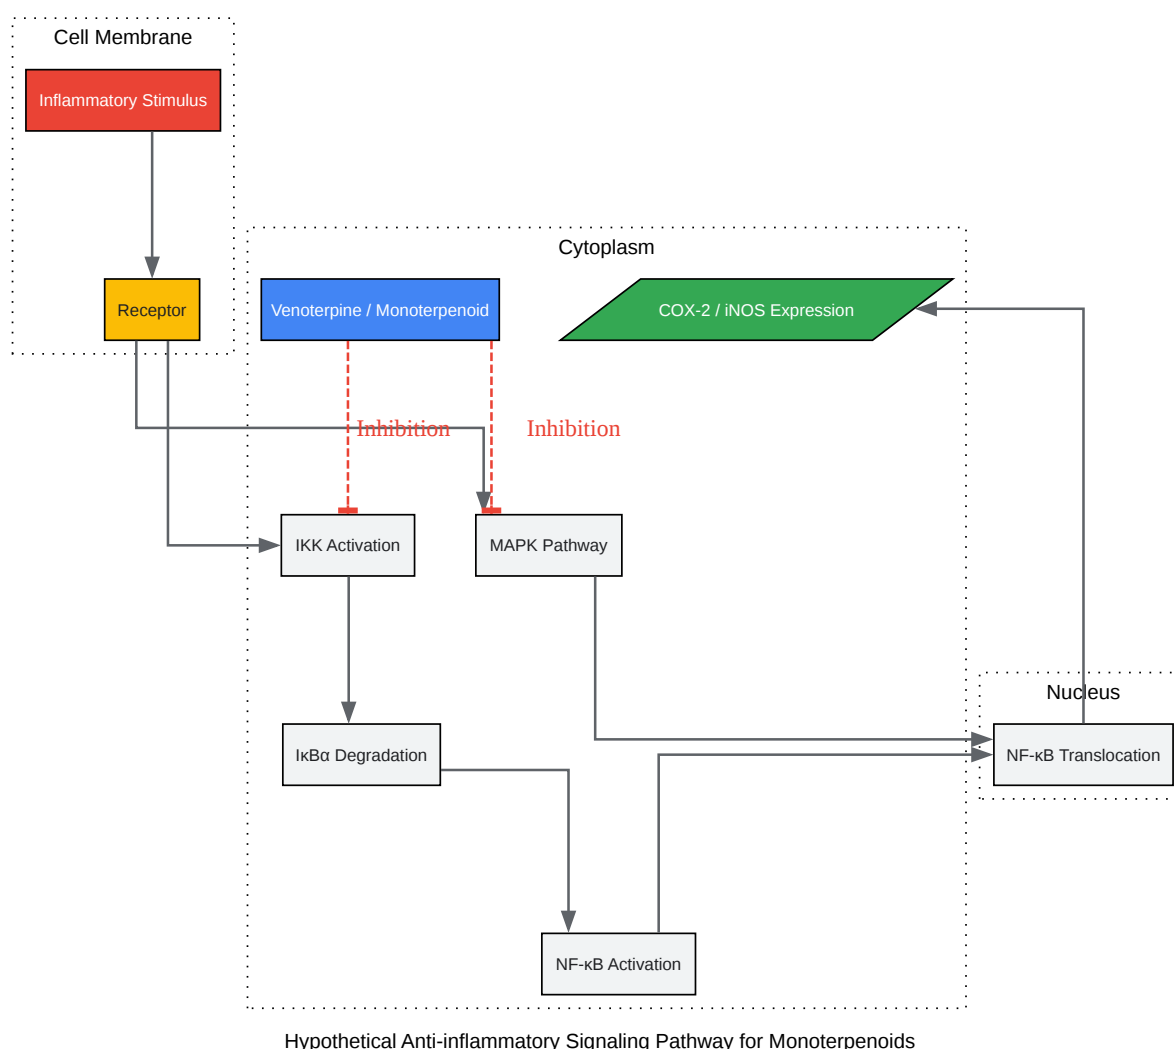 Cell Membrane
Inflammatory Stimulus
Cytoplasm
Receptor
Venoterpine / Monoterpenoid
COX-2 / iNOS Expression
Inhibition
Inhibition
IKK Activation
MAPK Pathway
Nucleus
IκBα Degradation
NF-κB Translocation
NF-κB Activation
Hypothetical Anti-inflammatory Signaling Pathway for Monoterpenoids